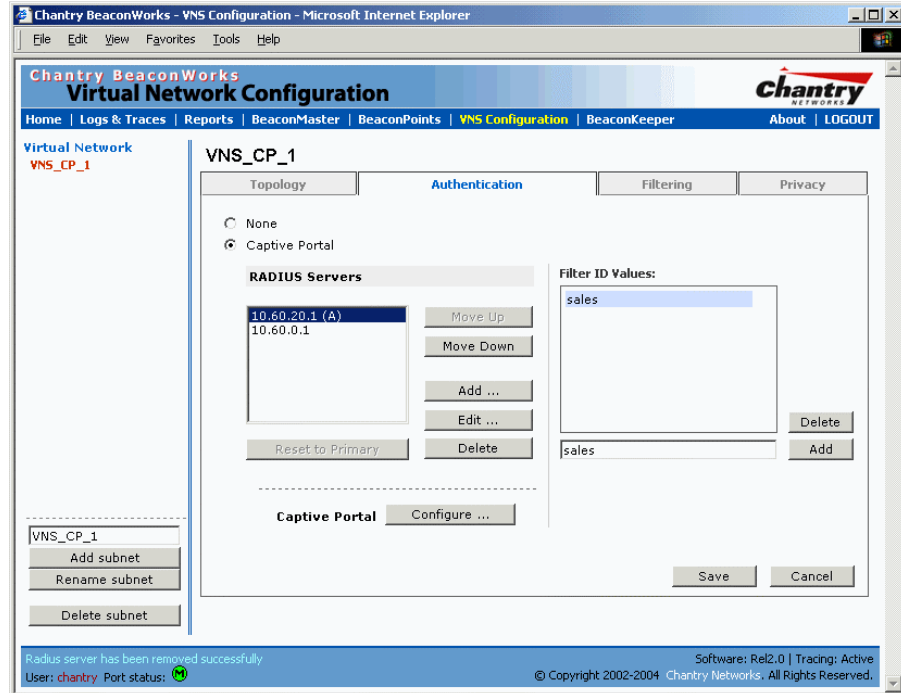 Chantry BeaconWorks - VNS Configuration - Microsoft Internet Explorer
File Edit View Favorites Tools Help
Chantry BeaconWorks
Virtual Network Configuration
chantry
NETWORKS
Home | Logs & Traces | Reports | BeaconMaster | BeaconPoints | VNS Configuration | BeaconKeeper About | LOGOUT
Virtual Network
VNS_CP_1
VNS_CP_1
Topology Authentication Filtering Privacy
None
Captive Portal
RADIUS Servers
10.60.20.1 (A)
10.60.0.1
Move Up
Move Down
Add ...
Edit ...
Reset to Primary Delete
Captive Portal Configure ...
Filter ID Values:
sales
Delete
sales Add
Save Cancel
VNS_CP_1
Add subnet
Rename subnet
Delete subnet
Radius server has been removed successfully Software: Rel2.0 | Tracing: Active
User: chantry Port status: M © Copyright 2002-2004 Chantry Networks. All Rights Reserved.